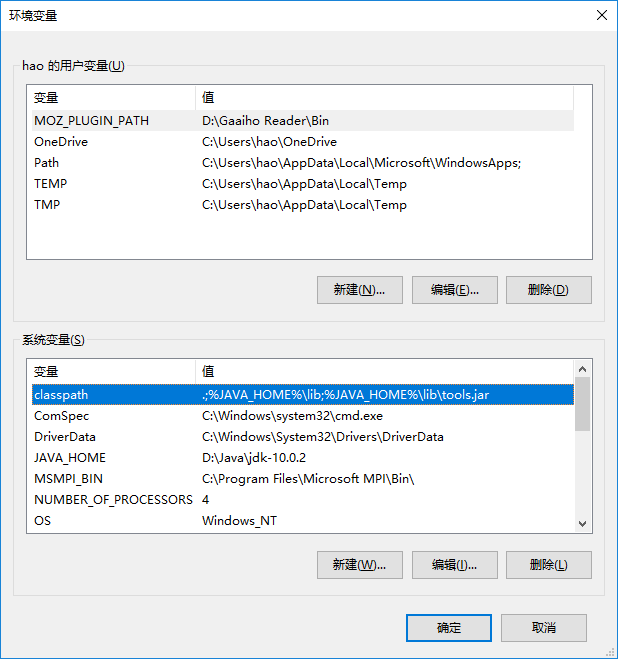 环境变量
hao 的用户变量(U)
变量 值
MOZ_PLUGIN_PATH D:\Gaaiho Reader\Bin
OneDrive C:\Users\hao\OneDrive
Path C:\Users\hao\AppData\Local\Microsoft\WindowsApps;
TEMP C:\Users\hao\AppData\Local\Temp
TMP C:\Users\hao\AppData\Local\Temp
新建(N)... 编辑(E)... 删除(D)
系统变量(S)
变量 值
classpath .;%JAVA_HOME%\lib;%JAVA_HOME%\lib\tools.jar
ComSpec C:\Windows\system32\cmd.exe
DriverData C:\Windows\System32\Drivers\DriverData
JAVA_HOME D:\Java\jdk-10.0.2
MSMPI_BIN C:\Program Files\Microsoft MPI\Bin\
NUMBER_OF_PROCESSORS 4
OS Windows_NT
新建(W)... 编辑(I)... 删除(L)
确定 取消